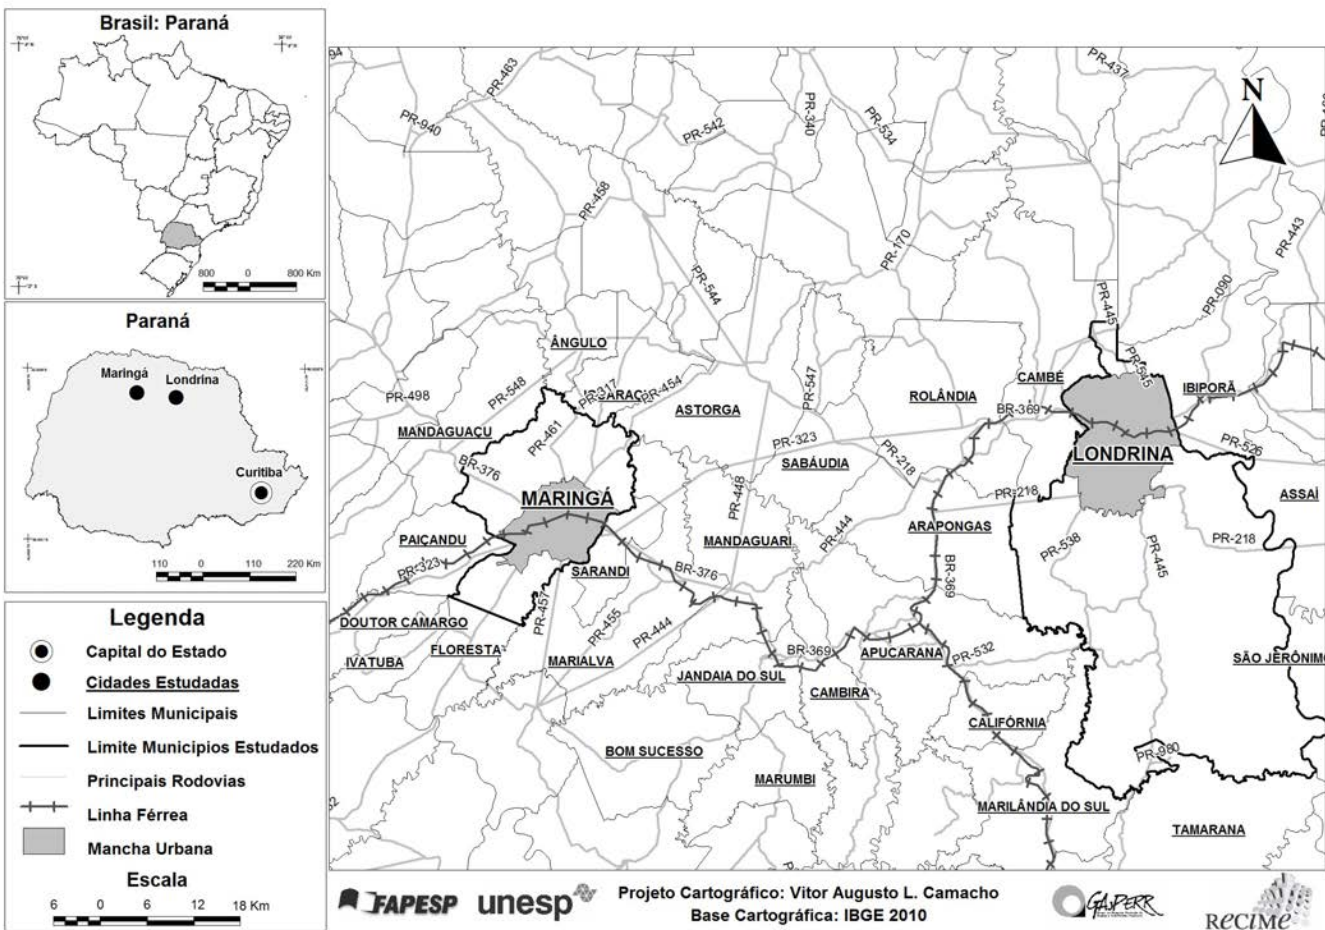 Brasil: Paraná
800 0 800 Km
Paraná
Maringá
Londrina
Curitiba
110 0 110 220
Km
Legenda
Capital do Estado
Cidades Estudadas
Limites Municipais
Limite Municipios Estudados
Principais Rodovias
Linha Férrea
Mancha Urbana
Escala
6 0 6 12 18 Km
N
PR-463
PR-437
PR-940
PR-542
PR-340
PR-534
PR-458
PR-170
PR-443
PR-544
PR-090
PR-445
ÂNGULO
PR-545
CAMBÉ
IBIPORÃ
PR-548
PR-317
PR-454
PR-547
ROLÂNDIA
PR-498
ASTORGA
BR-369
MANDAGUAÇU
PR-461
PR-323
PR-526
LONDRINA
SABÁUDIA
PR-218
BR-376
PR-448
MARINGÁ
PR-218
ASSAÍ
PAIÇANDU
MANDAGUARI
PR-444
ARAPONGAS
PR-538
PR-218
PR-445
PR-323
SARANDI
BR-376
BR-369
PR-457
PR-455
PR-444
DOUTOR CAMARGO
IVATUBA
FLORESTA
MARIALVA
BR-369
APUCARANA
PR-532
SÃO JERÔNIMO
JANDAIA DO SUL
CAMBIRA
CALIFÓRNIA
BOM SUCESSO
PR-980
MARUMBI
MARILÂNDIA DO SUL
TAMARANA
FAPESP
unesp
Projeto Cartográfico: Vitor Augusto L. Camacho
Base Cartográfica: IBGE 2010
GAsPERR
ReCiMe